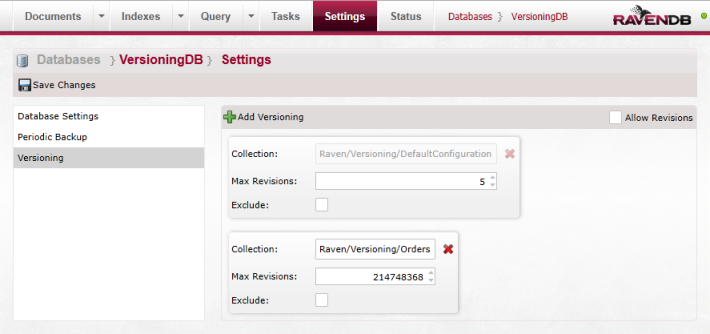 Documents Indexes Query Tasks Settings Status Databases } VersioningDB RAVENDB
Databases } VersioningDB } Settings
Save Changes
Database Settings
Periodic Backup
Versioning
Add Versioning Allow Revisions
Collection: Raven/Versioning/DefaultConfiguration
Max Revisions: 5
Exclude:
Collection: Raven/Versioning/Orders
Max Revisions: 214748368
Exclude: